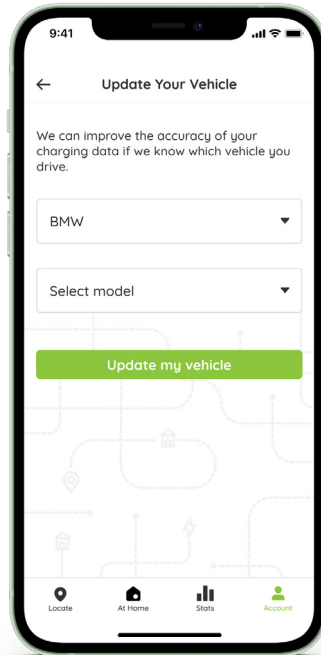 9:41
Update Your Vehicle
We can improve the accuracy of your
charging data if we know which vehicle you
drive.
BMW
Select model
Update my vehicle
Locate
At Home
Stats
Account